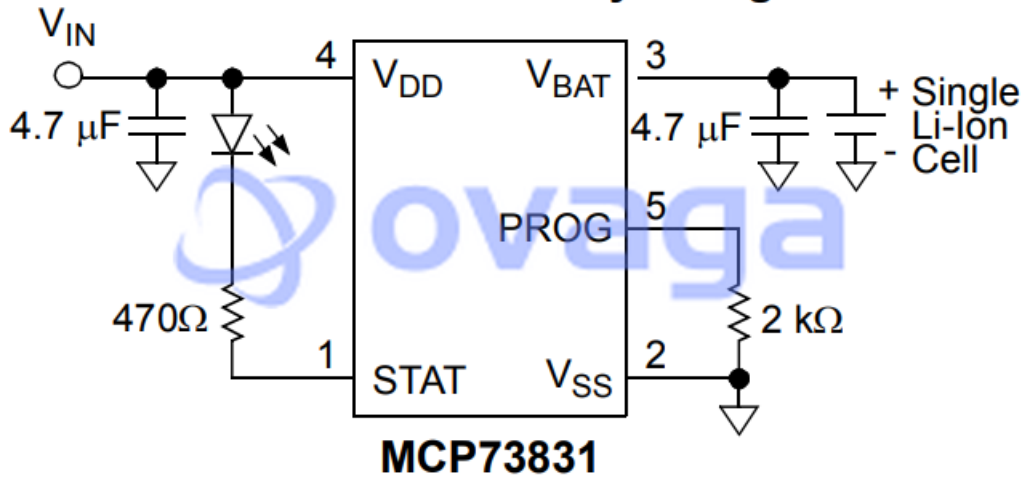 VIN
4
VDD
VBAT
3
4.7 μF
4.7 μF
+ Single
Li-Ion
- Cell
ovaga
PROG
5
470Ω
2 kΩ
1
STAT
VSS
2
MCP73831